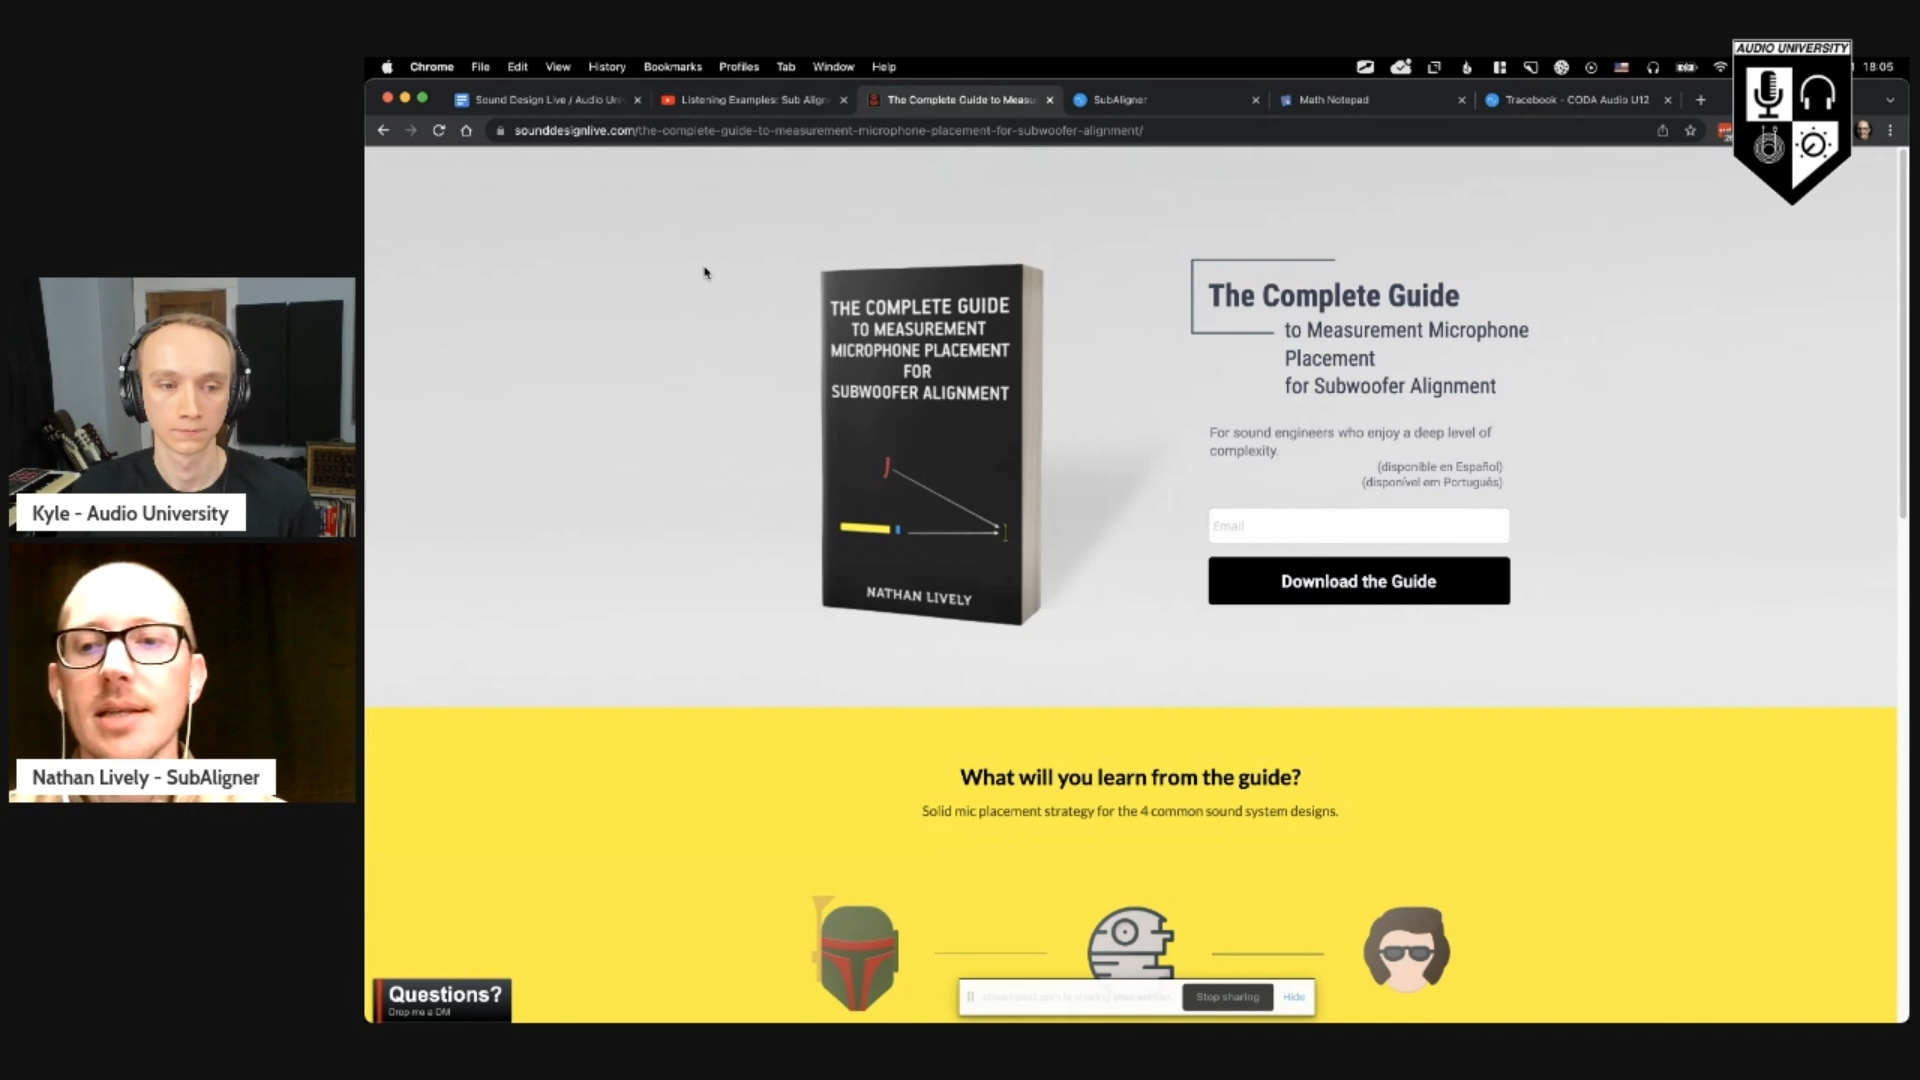 AUDIO UNIVERSITY
Chrome File Edit View History Bookmarks Profiles Tab Window Help
18:05
Sound Design Live / Audio Uni
Listening Examples: Sub Align
The Complete Guide to Measu
SubAligner
Math Notepad
Tracebook - CODA Audio U12
sounddesignlive.com/the-complete-guide-to-measurement-microphone-placement-for-subwoofer-alignment/
THE COMPLETE GUIDE
TO MEASUREMENT
MICROPHONE PLACEMENT
FOR
SUBWOOFER ALIGNMENT
NATHAN LIVELY
The Complete Guide
to Measurement Microphone
Placement
for Subwoofer Alignment
For sound engineers who enjoy a deep level of
complexity.
(disponible en Español)
(disponível em Português)
Email
Download the Guide
Kyle - Audio University
Nathan Lively - SubAligner
What will you learn from the guide?
Solid mic placement strategy for the 4 common sound system designs.
Questions?
Drop me a DM
streamyard.com is sharing your screen.
Stop sharing
Hide